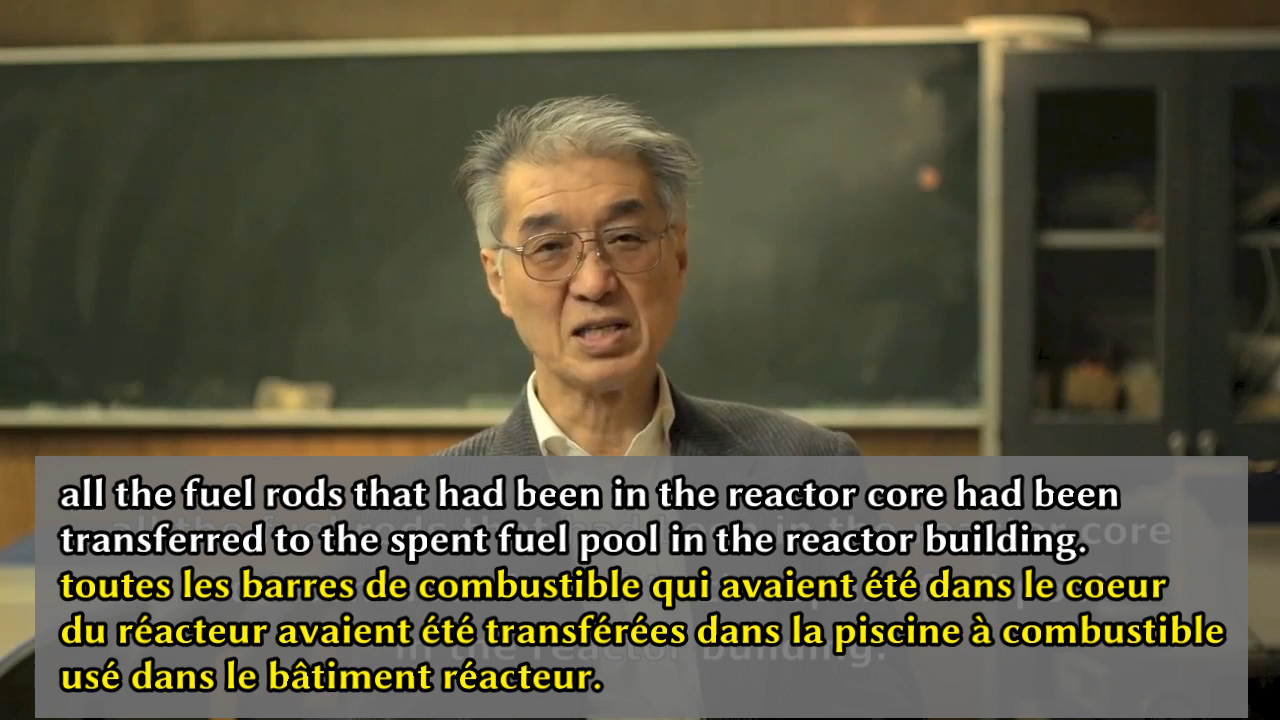 all the fuel rods that had been in the reactor core had been
transferred to the spent fuel pool in the reactor building.
toutes les barres de combustible qui avaient été dans le coeur
du réacteur avaient été transférées dans la piscine à combustible
usé dans le bâtiment réacteur.